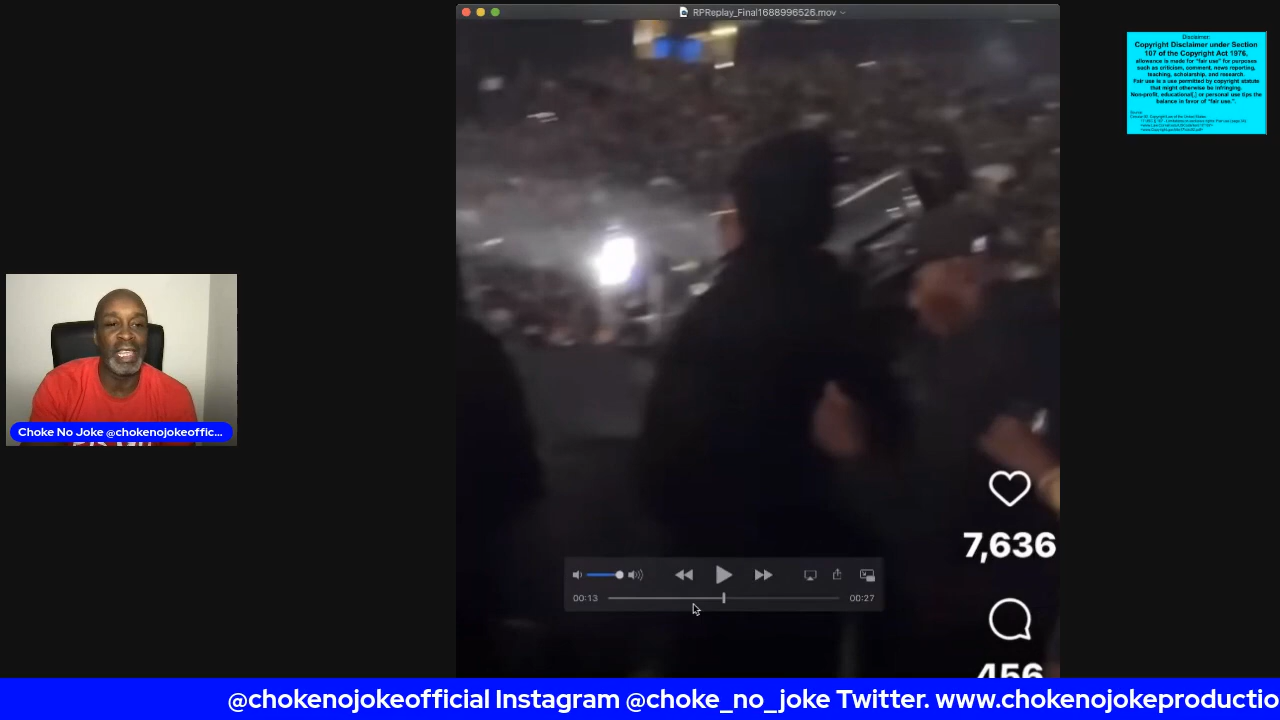 RPReplay_Final1688996526.mov
Disclaimer:
Copyright Disclaimer under Section
107 of the Copyright Act 1976,
allowance is made for "fair use" for purposes
such as criticism, comment, news reporting,
teaching, scholarship, and research.
Fair use is a use permitted by copyright statute
that might otherwise be infringing.
Non-profit, educational[,] or personal use tips the
balance in favor of "fair use.".
Choke No Joke @chokenojokeoffic...
7,636
00:13
00:27
456
@chokenojokeofficial Instagram @choke_no_joke Twitter. www.chokenojokeproductio